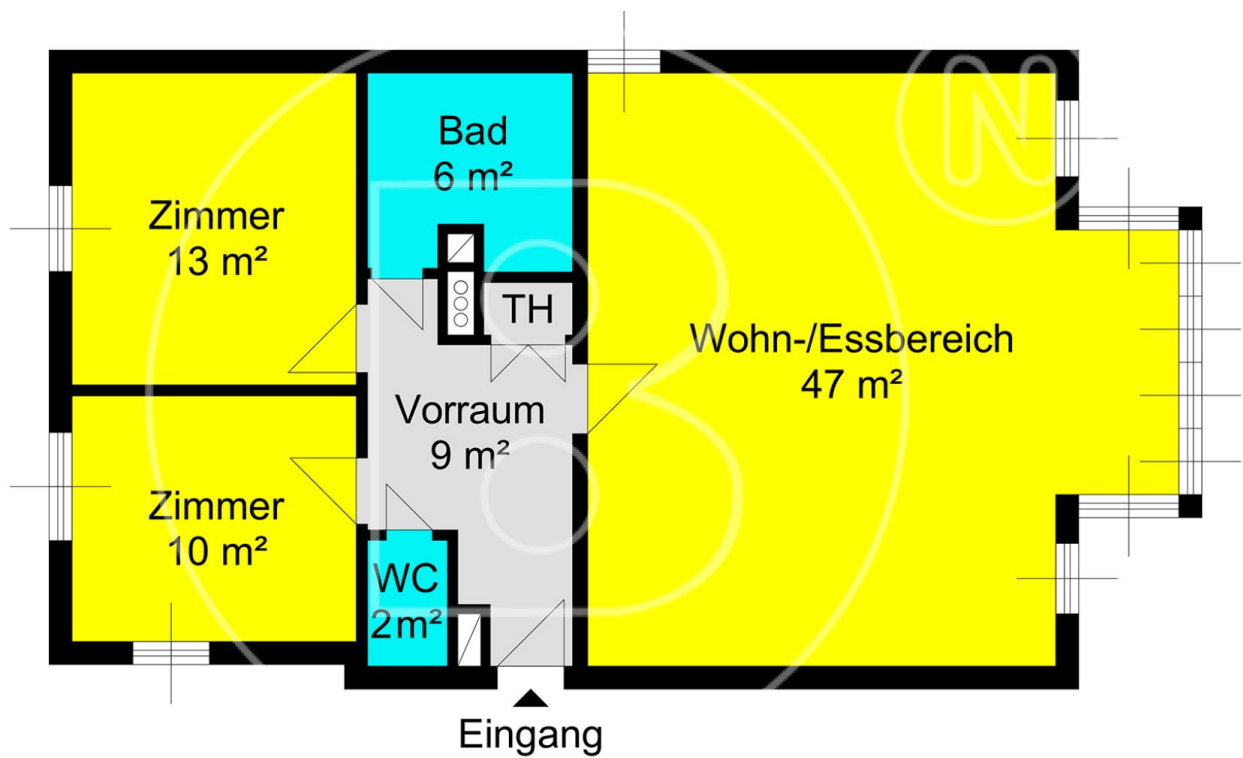 Bad
6 m²
Zimmer
13 m²
TH
Wohn-/Essbereich
47 m²
Vorraum
9 m²
Zimmer
10 m²
WC
2 m²
Eingang
N
B